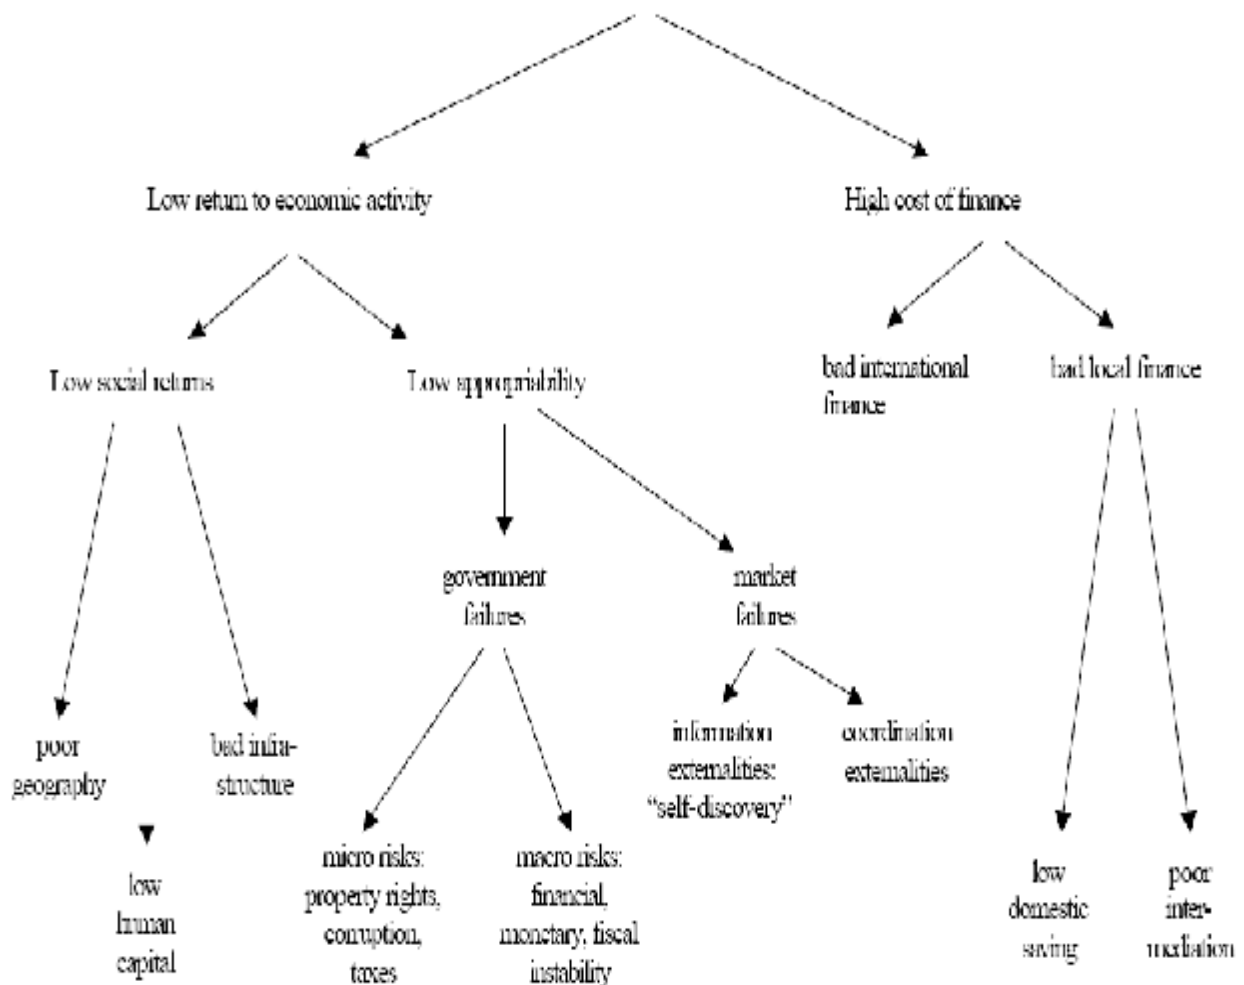 Low return to economic activity
High cost of finance
Low social returns
Low appropriability
bad international
finance
bad local finance
government
failures
market
failures
poor
geography
bad infra-
structure
information
externalities:
“self-discovery”
coordination
externalities
low
human
capital
micro risks:
property rights,
corruption,
taxes
macro risks:
financial,
monetary, fiscal
instability
low
domestic
saving
poor
inter-
mediation